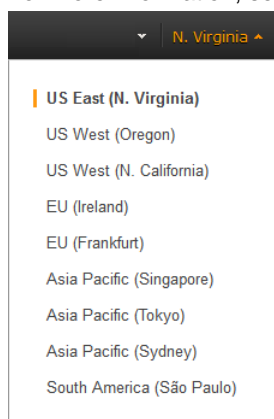 N. Virginia
US East (N. Virginia)
US West (Oregon)
US West (N. California)
EU (Ireland)
EU (Frankfurt)
Asia Pacific (Singapore)
Asia Pacific (Tokyo)
Asia Pacific (Sydney)
South America (São Paulo)